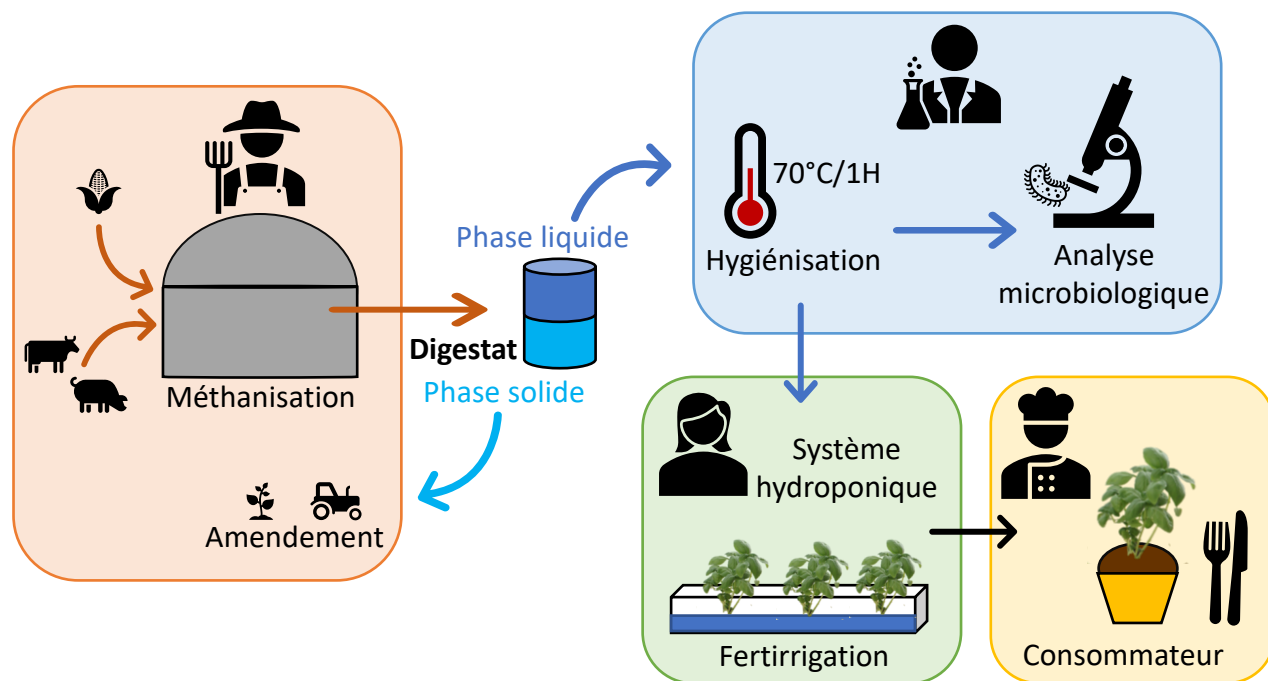 Méthanisation
Amendement
Phase liquide
Digestat
Phase solide
70°C/1H
Hygiénisation
Analyse
microbiologique
Système
hydroponique
Fertirrigation
Consommateur